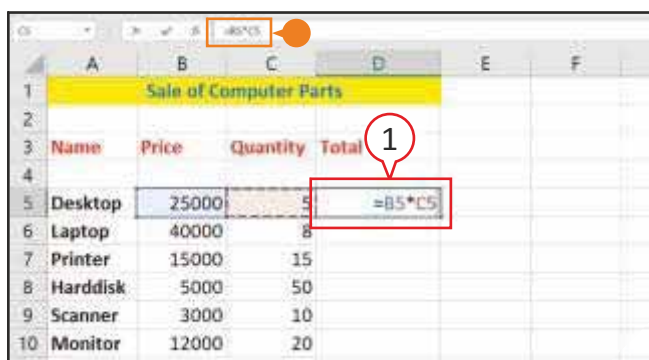 C5 =B5*C5
A B C D E F
1 Sale of Computer Parts
2
3 Name Price Quantity Total
1
4
5 Desktop 25000 5 =B5*C5
6 Laptop 40000 8
7 Printer 15000 15
8 Harddisk 5000 50
9 Scanner 3000 10
10 Monitor 12000 20